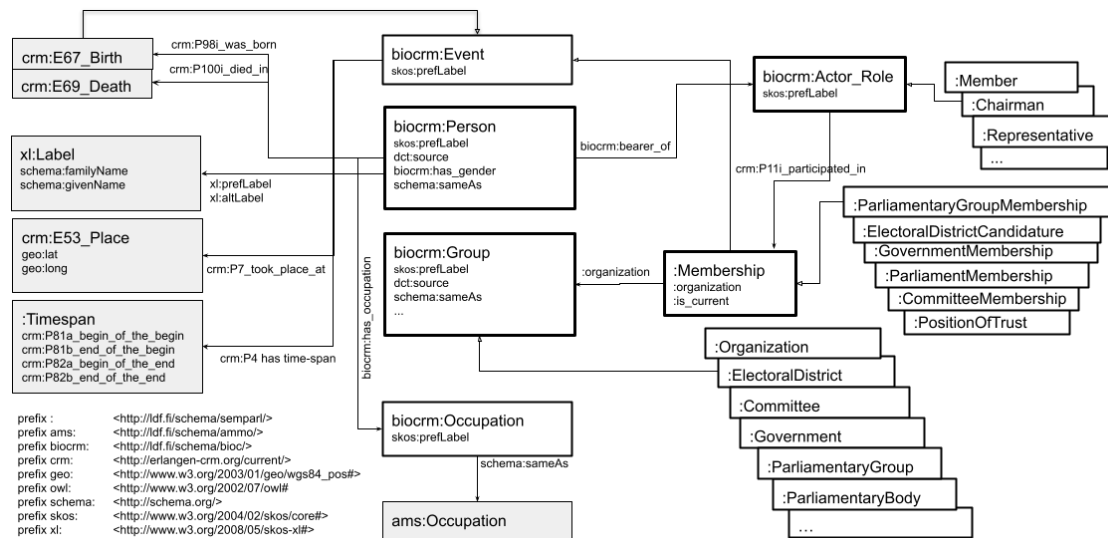 crm:E67_Birth
crm:E69_Death
crm:P98i_was_born
crm:P100i_died_in
biocrm:Event
skos:prefLabel
biocrm:Actor_Role
skos:prefLabel
:Member
:Chairman
:Representative
...
xl:Label
schema:familyName
schema:givenName
xl:prefLabel
xl:altLabel
biocrm:Person
skos:prefLabel
dct:source
biocrm:has_gender
schema:sameAs
biocrm:bearer_of
crm:P11i_participated_in
crm:E53_Place
geo:lat
geo:long
crm:P7_took_place_at
biocrm:Group
skos:prefLabel
dct:source
schema:sameAs
...
:organization
:Membership
:organization
:is_current
:ParliamentaryGroupMembership
:ElectoralDistrictCandidature
:GovernmentMembership
:ParliamentMembership
:CommitteeMembership
:PositionOfTrust
:Timespan
crm:P81a_begin_of_the_begin
crm:P81b_end_of_the_begin
crm:P82a_begin_of_the_end
crm:P82b_end_of_the_end
crm:P4 has time-span
biocrm:has_occupation
:Organization
:ElectoralDistrict
:Committee
:Government
:ParliamentaryGroup
:ParliamentaryBody
...
biocrm:Occupation
skos:prefLabel
schema:sameAs
ams:Occupation
prefix : <http://ldf.fi/schema/semparl/>
prefix ams: <http://ldf.fi/schema/ammo/>
prefix biocrm: <http://ldf.fi/schema/bioc/>
prefix crm: <http://erlangen-crm.org/current/>
prefix geo: <http://www.w3.org/2003/01/geo/wgs84_pos#>
prefix owl: <http://www.w3.org/2002/07/owl#
prefix schema: <http://schema.org/>
prefix skos: <http://www.w3.org/2004/02/skos/core#>
prefix xl: <http://www.w3.org/2008/05/skos-xl#>